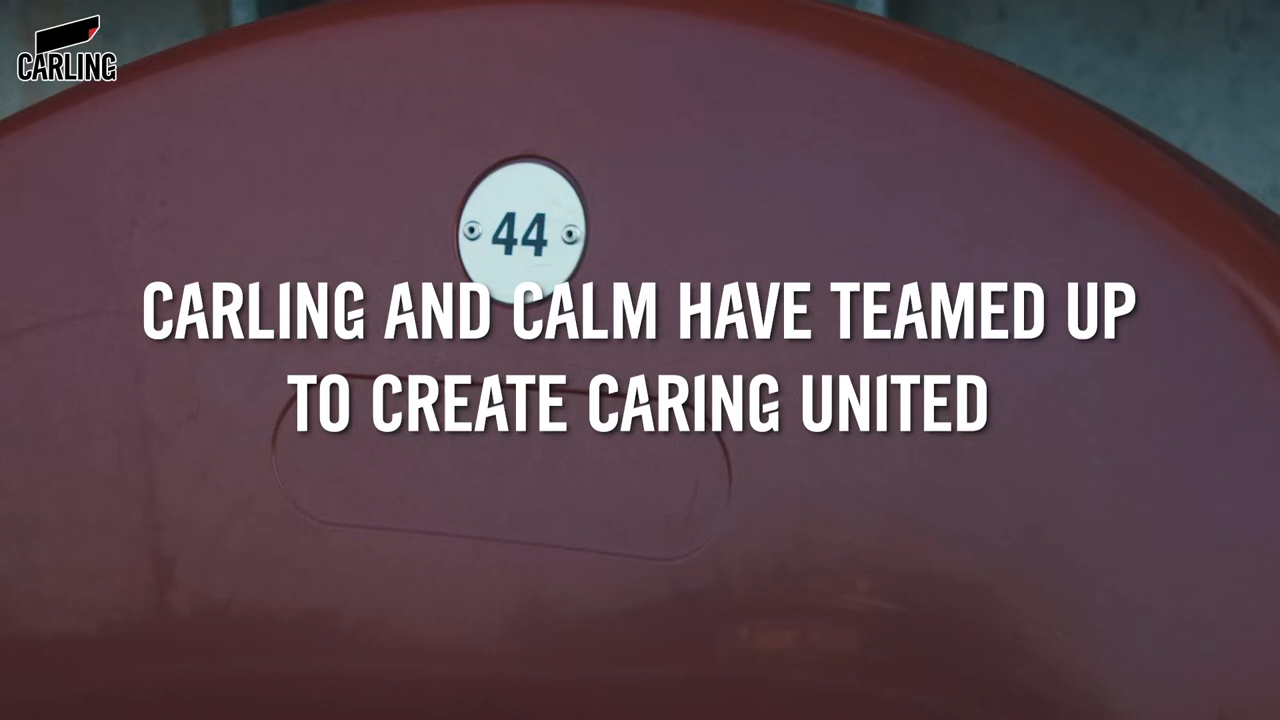 CARLING
44
CARLING AND CALM HAVE TEAMED UP
TO CREATE CARING UNITED